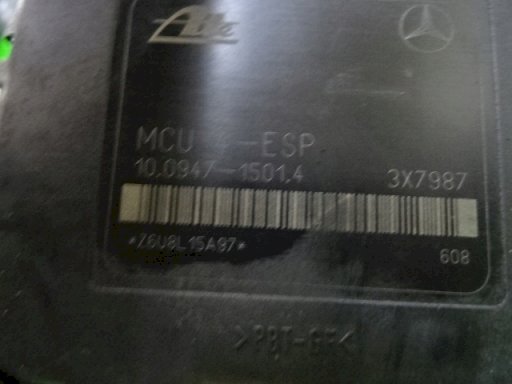 Ate
MCU -ESP
10.0947-1501.4 3X7987
*Z6U8L15A97*
608
>PBT-GF<